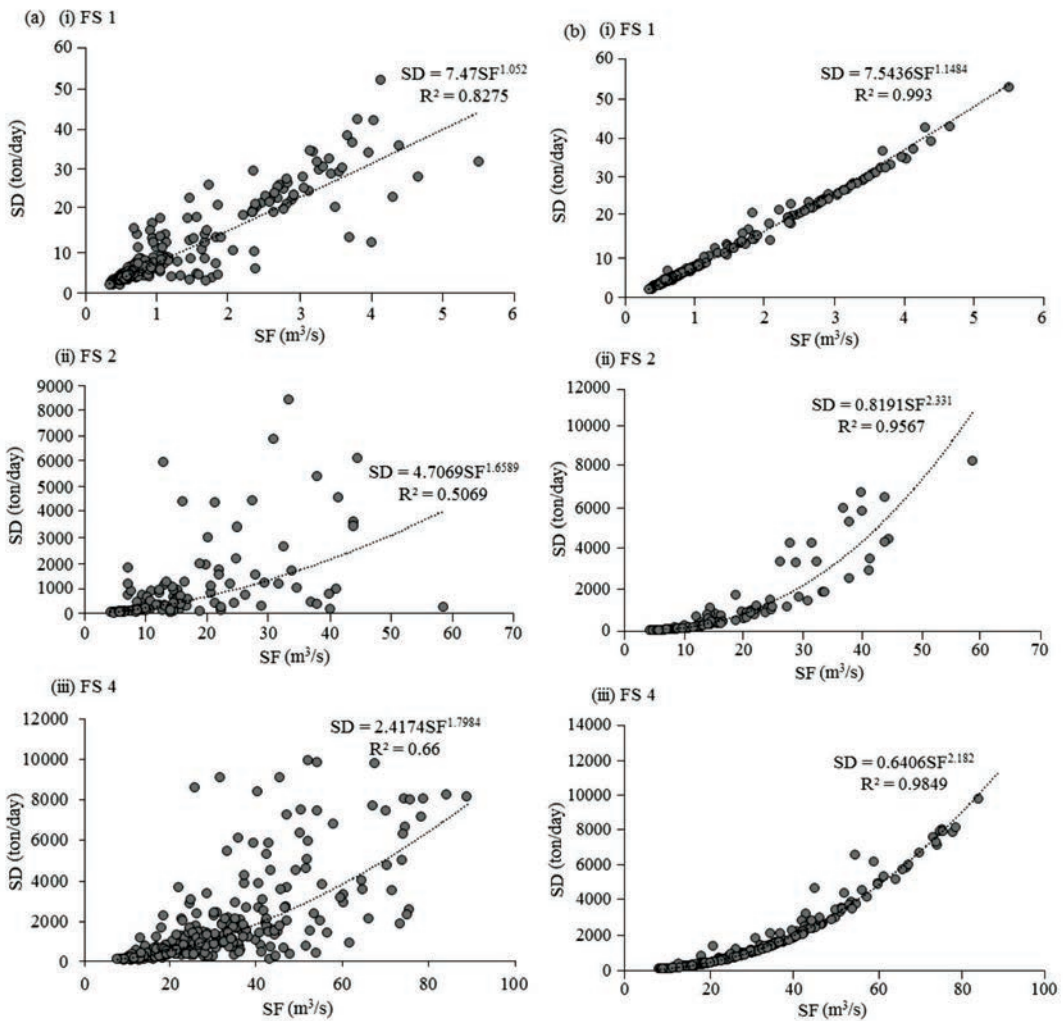 (a) (i) FS 1
60
50
40
30
20
10
0
SD (ton/day)
SD = 7.47SF^1.052
R² = 0.8275
0 1 2 3 4 5 6
SF (m³/s)
(b) (i) FS 1
60
50
40
30
20
10
0
SD (ton/day)
SD = 7.5436SF^1.1484
R² = 0.993
0 1 2 3 4 5 6
SF (m³/s)
(ii) FS 2
9000
8000
7000
6000
5000
4000
3000
2000
1000
0
SD (ton/day)
SD = 4.7069SF^1.6589
R² = 0.5069
0 10 20 30 40 50 60 70
SF (m³/s)
(ii) FS 2
12000
10000
8000
6000
4000
2000
0
SD (ton/day)
SD = 0.8191SF^2.331
R² = 0.9567
0 10 20 30 40 50 60 70
SF (m³/s)
(iii) FS 4
12000
10000
8000
6000
4000
2000
0
SD (ton/day)
SD = 2.4174SF^1.7984
R² = 0.66
0 20 40 60 80 100
SF (m³/s)
(iii) FS 4
14000
12000
10000
8000
6000
4000
2000
0
SD (ton/day)
SD = 0.6406SF^2.182
R² = 0.9849
0 20 40 60 80 100
SF (m³/s)